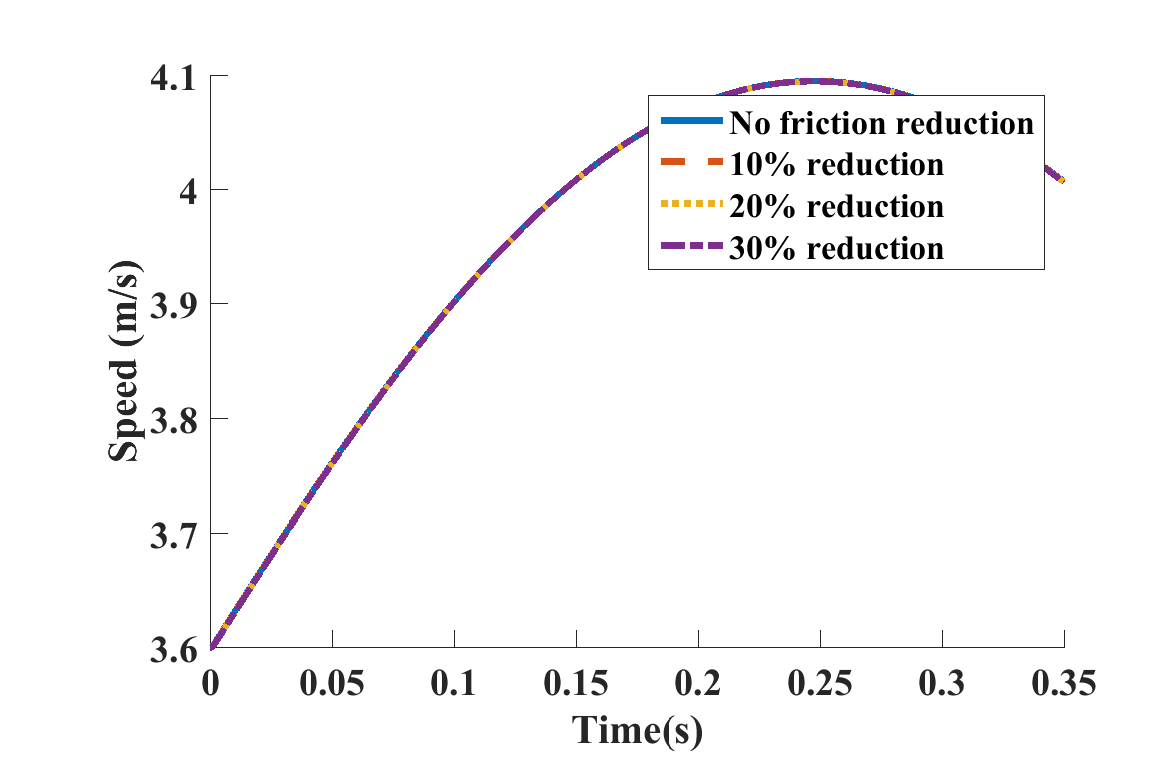 4.1
4
3.9
3.8
3.7
3.6
Speed (m/s)
No friction reduction
10% reduction
20% reduction
30% reduction
0 0.05 0.1 0.15 0.2 0.25 0.3 0.35
Time(s)